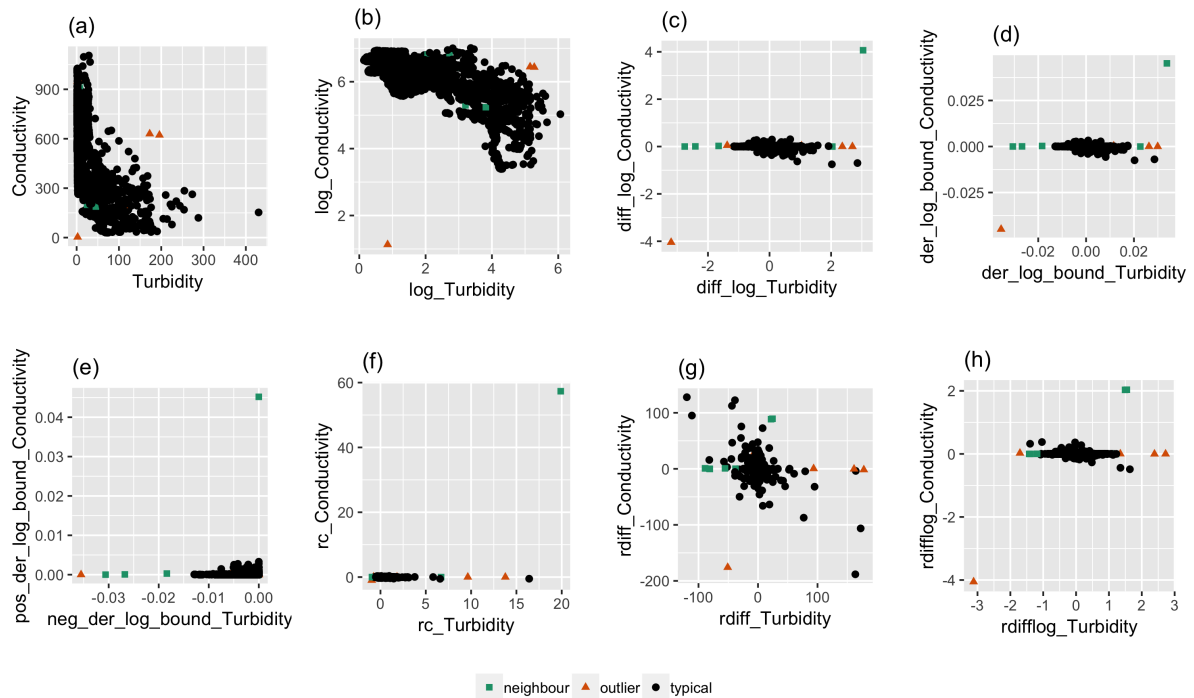 (a)
Conductivity
900
600
300
0
0 100 200 300 400
Turbidity
(b)
log_Conductivity
6
4
2
0 2 4 6
log_Turbidity
(c)
diff_log_Conductivity
4
2
0
-2
-4
-2 0 2
diff_log_Turbidity
(d)
der_log_bound_Conductivity
0.025
0.000
-0.025
-0.02 0.00 0.02
der_log_bound_Turbidity
(e)
pos_der_log_bound_Conductivity
0.04
0.03
0.02
0.01
0.00
-0.03 -0.02 -0.01 0.00
neg_der_log_bound_Turbidity
(f)
rc_Conductivity
60
40
20
0
0 5 10 15 20
rc_Turbidity
(g)
rdiff_Conductivity
100
0
-100
-200
-100 0 100
rdiff_Turbidity
(h)
rdifflog_Conductivity
2
0
-2
-4
-3 -2 -1 0 1 2 3
rdifflog_Turbidity
neighbour outlier typical